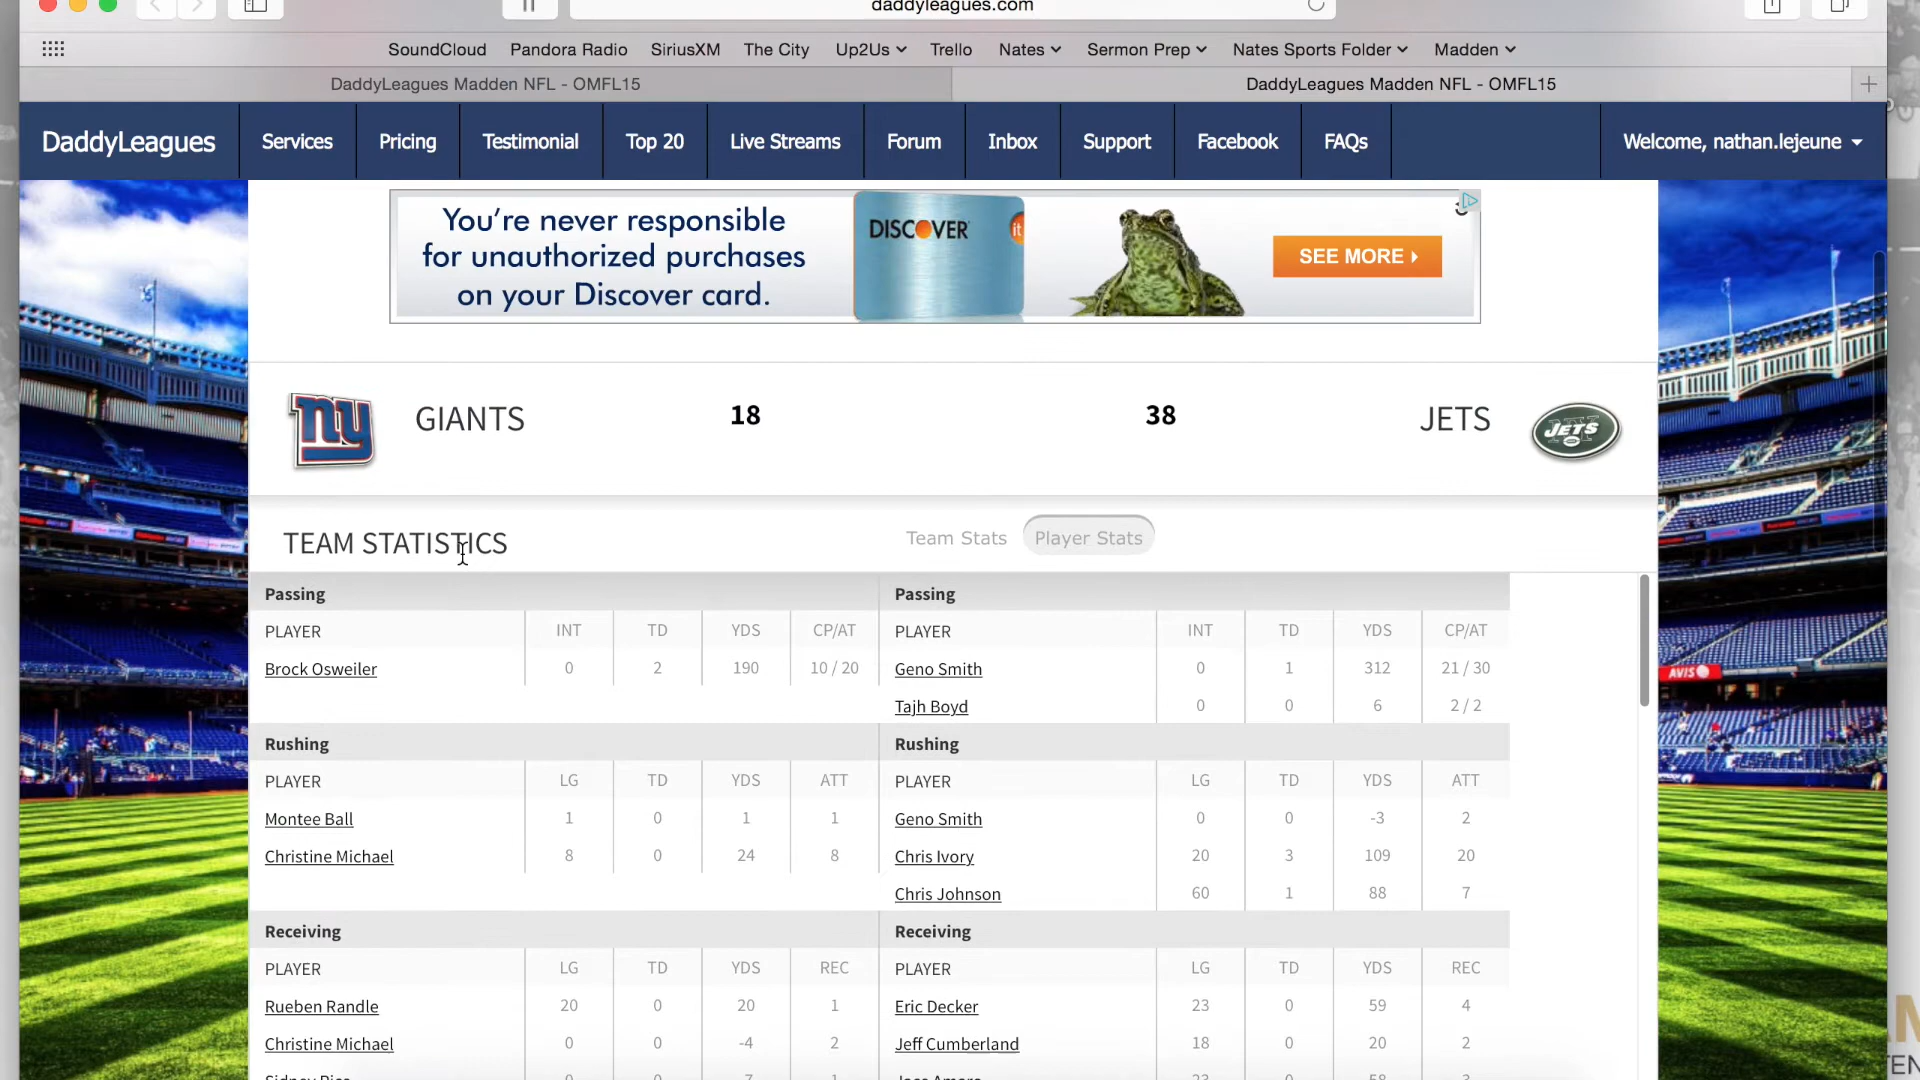 daddyleagues.com
SoundCloud Pandora Radio SiriusXM The City Up2Us Trello Nates Sermon Prep Nates Sports Folder Madden
DaddyLeagues Madden NFL - OMFL15 DaddyLeagues Madden NFL - OMFL15
DaddyLeagues Services Pricing Testimonial Top 20 Live Streams Forum Inbox Support Facebook FAQs Welcome, nathan.lejeune
You're never responsible
for unauthorized purchases
on your Discover card.
DISCOVER it
SEE MORE
ny GIANTS 18 38 JETS JETS
TEAM STATISTICS Team Stats Player Stats
Passing Passing
PLAYER INT TD YDS CP/AT PLAYER INT TD YDS CP/AT
Brock Osweiler 0 2 190 10 / 20 Geno Smith 0 1 312 21 / 30
Tajh Boyd 0 0 6 2 / 2
Rushing Rushing
PLAYER LG TD YDS ATT PLAYER LG TD YDS ATT
Montee Ball 1 0 1 1 Geno Smith 0 0 -3 2
Christine Michael 8 0 24 8 Chris Ivory 20 3 109 20
Chris Johnson 60 1 88 7
Receiving Receiving
PLAYER LG TD YDS REC PLAYER LG TD YDS REC
Rueben Randle 20 0 20 1 Eric Decker 23 0 59 4
Christine Michael 0 0 -4 2 Jeff Cumberland 18 0 20 2
AVIS